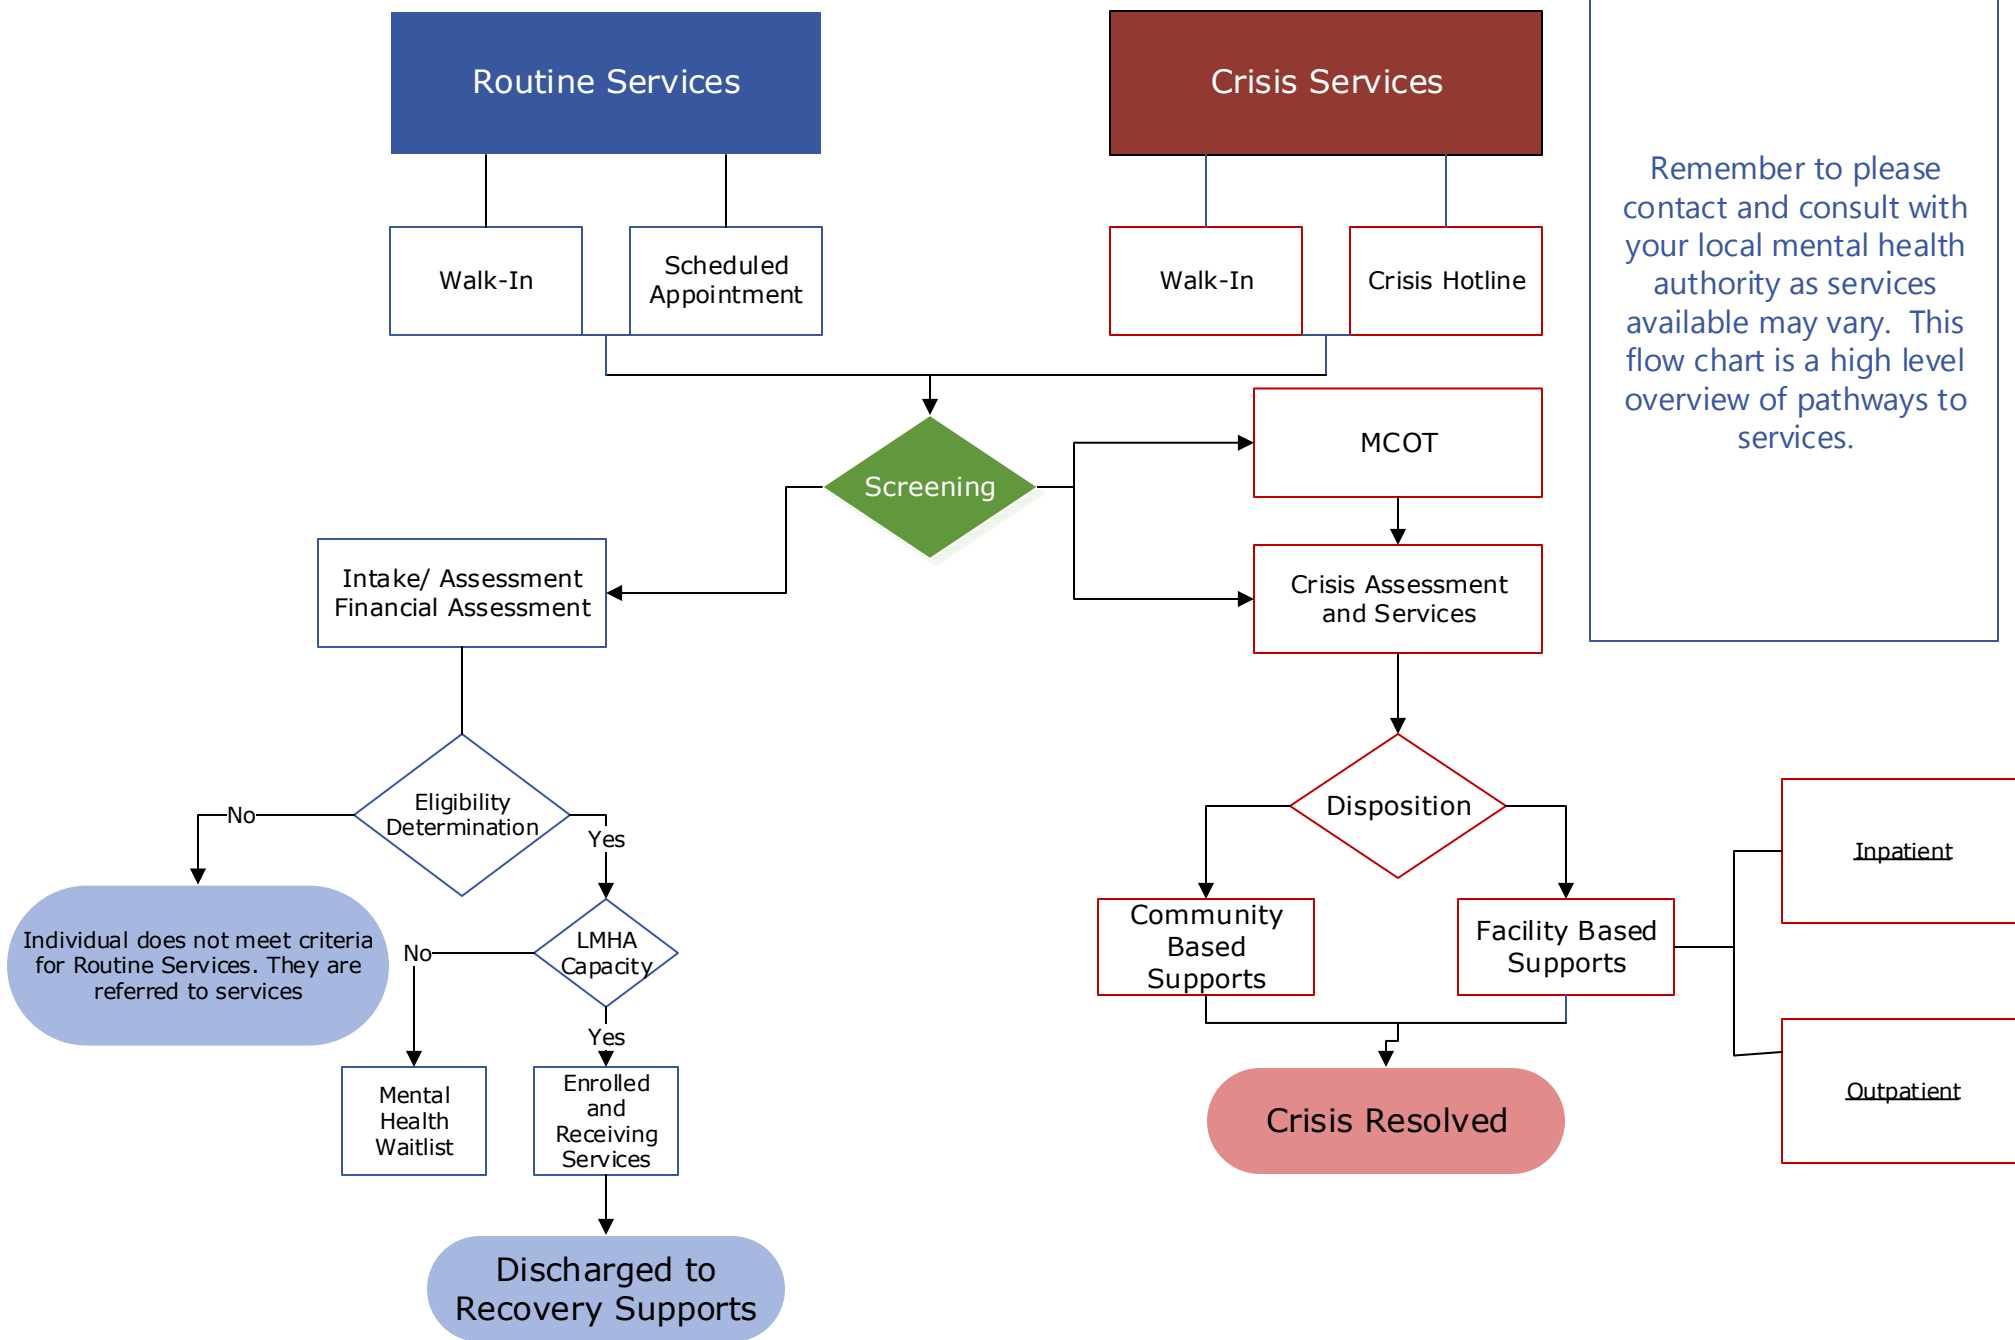 Routine Services
Crisis Services
Remember to please
contact and consult with
your local mental health
authority as services
available may vary.  This
flow chart is a high level
overview of pathways to
services.
Walk-In
Scheduled
Appointment
Walk-In
Crisis Hotline
Screening
MCOT
Intake/ Assessment
Financial Assessment
Crisis Assessment
and Services
Eligibility
Determination
No
Yes
Disposition
Individual does not meet criteria
for Routine Services. They are
referred to services
LMHA
Capacity
No
Yes
Community
Based
Supports
Facility Based
Supports
Inpatient
Outpatient
Mental
Health
Waitlist
Enrolled
and
Receiving
Services
Crisis Resolved
Discharged to
Recovery Supports